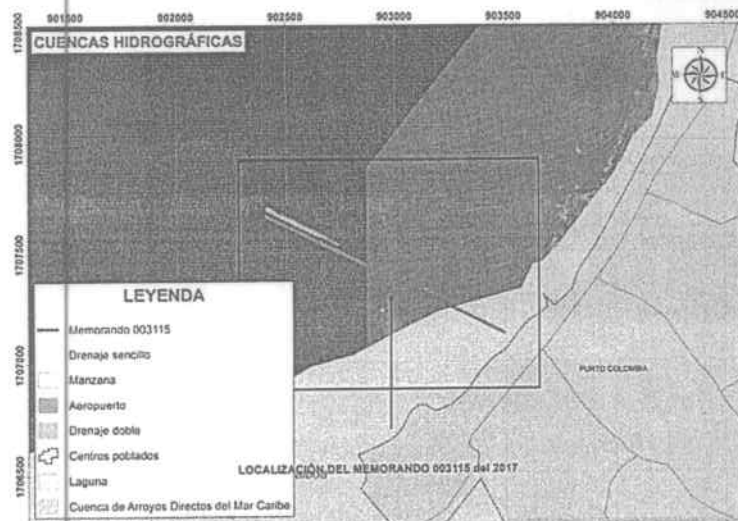 901500 902000 902500 903000 903500 904000 904500
1708500
CUENCAS HIDROGRÁFICAS
N
1708000
1707500
LEYENDA
Memorando 003115
Drenaje sencillo
1707000
Manzana
PURTO COLOMBIA
Aeropuerto
Drenaje doble
Centros poblados
LOCALIZACIÓN DEL MEMORANDO 003115 del 2017
1706500
Laguna
Cuenca de Arroyos Directos del Mar Caribe